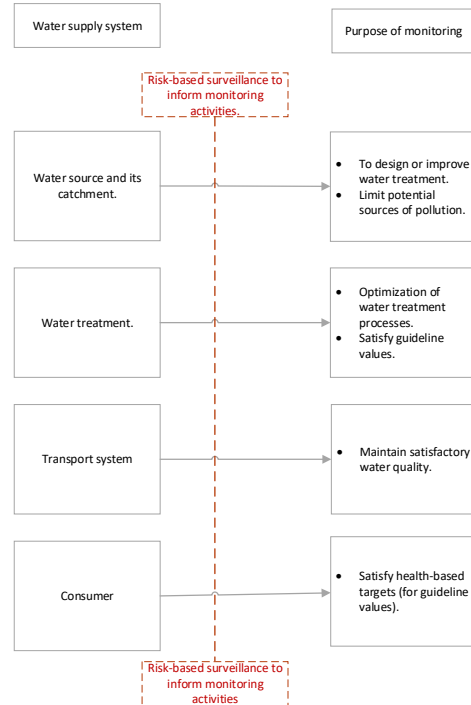 Water supply system
Purpose of monitoring
Risk-based surveillance to
inform monitoring
activities.
Water source and its
catchment.
• To design or improve
water treatment.
• Limit potential
sources of pollution.
Water treatment.
• Optimization of
water treatment
processes.
• Satisfy guideline
values.
Transport system
• Maintain satisfactory
water quality.
Consumer
• Satisfy health-based
targets (for guideline
values).
Risk-based surveillance to
inform monitoring
activities